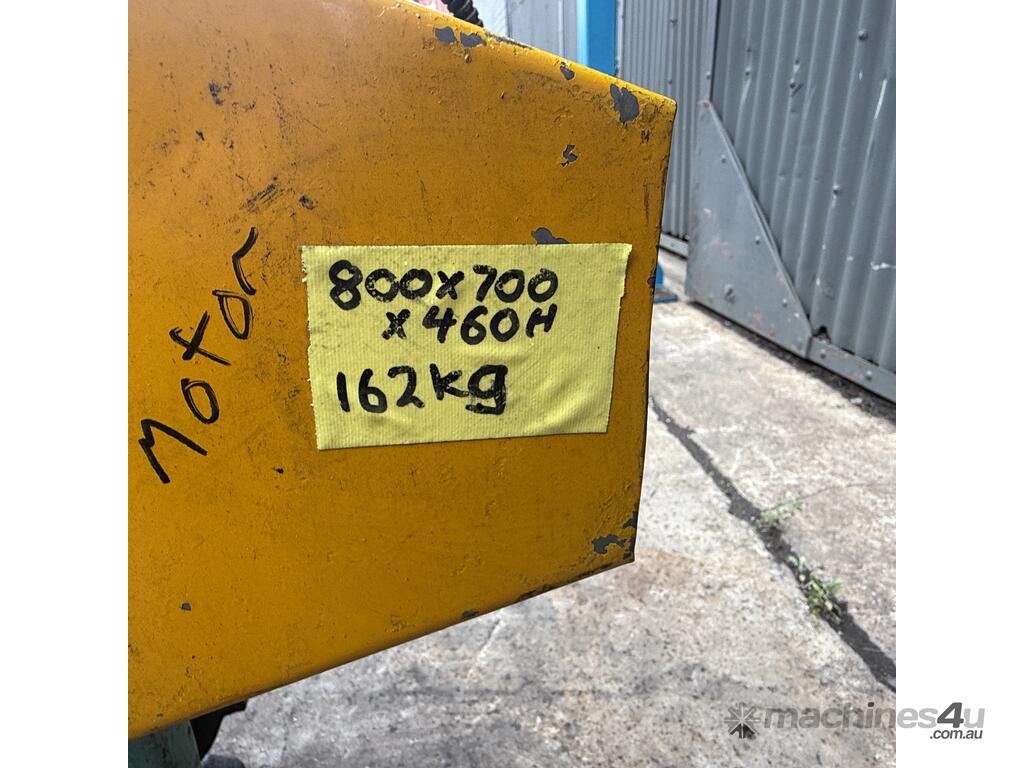 800x700
x460H
162kg
Motor
machines4u
.com.au